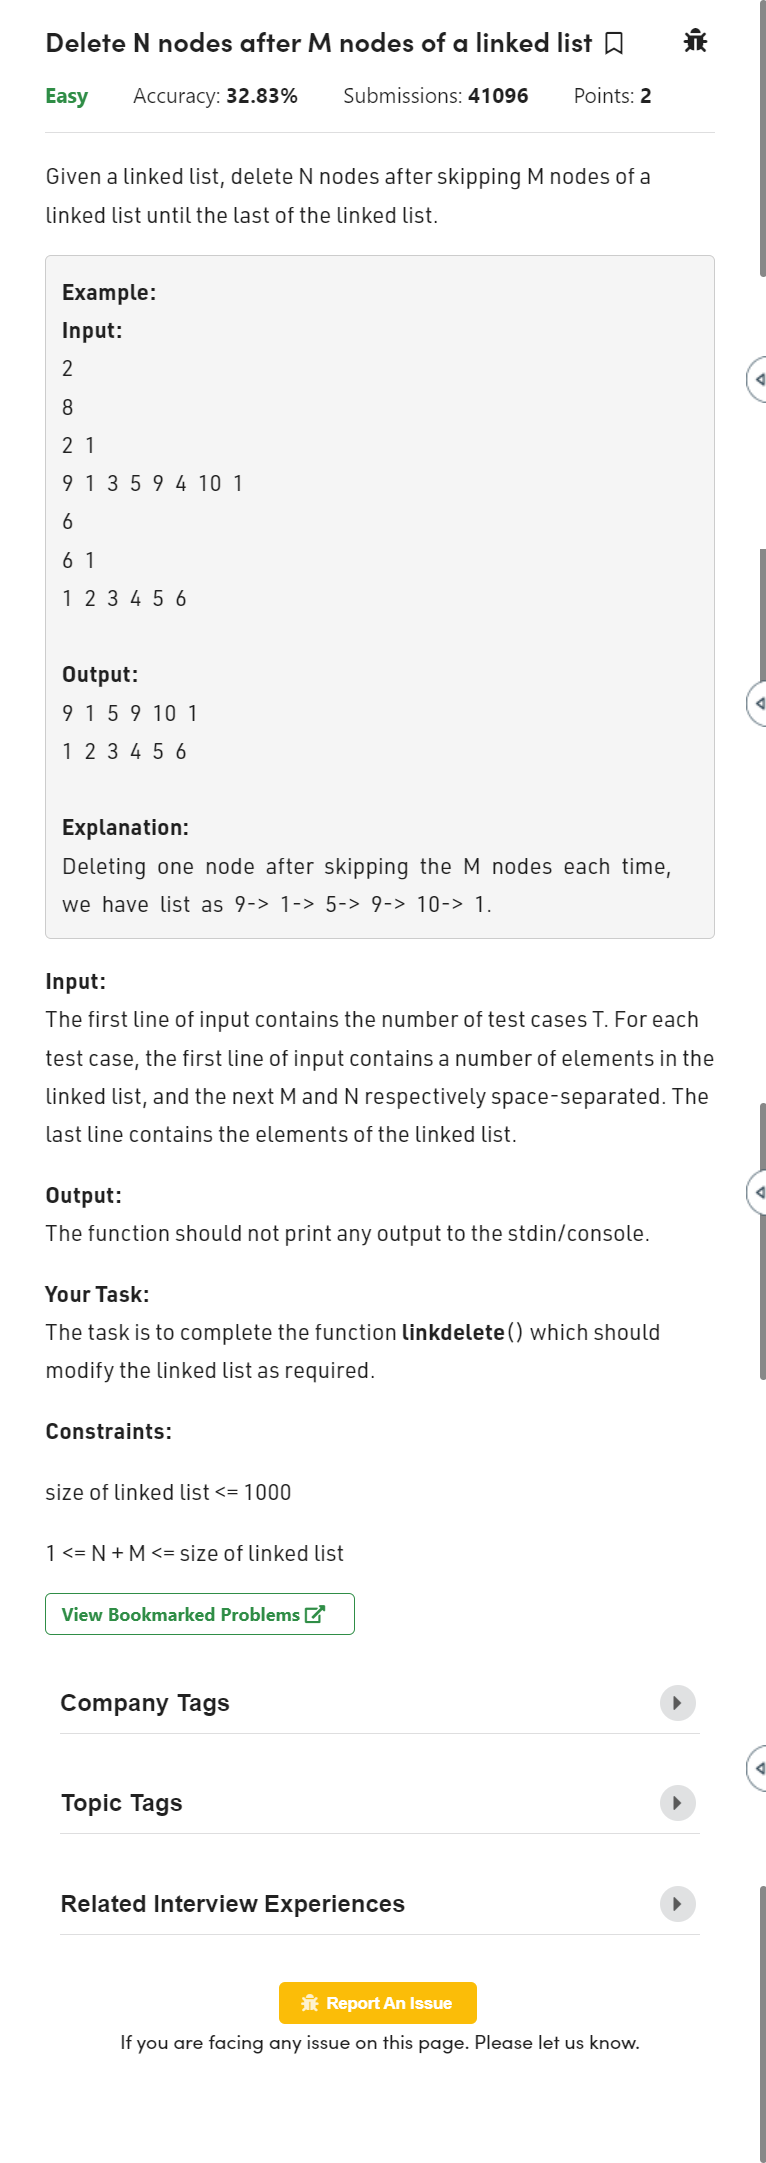 Delete N nodes after M nodes of a linked list
Easy Accuracy: 32.83% Submissions: 41096 Points: 2
Given a linked list, delete N nodes after skipping M nodes of a
linked list until the last of the linked list.
Example:
Input:
2
8
2 1
9 1 3 5 9 4 10 1
6
6 1
1 2 3 4 5 6
Output:
9 1 5 9 10 1
1 2 3 4 5 6
Explanation:
Deleting one node after skipping the M nodes each time,
we have list as 9-> 1-> 5-> 9-> 10-> 1.
Input:
The first line of input contains the number of test cases T. For each
test case, the first line of input contains a number of elements in the
linked list, and the next M and N respectively space-separated. The
last line contains the elements of the linked list.
Output:
The function should not print any output to the stdin/console.
Your Task:
The task is to complete the function linkdelete() which should
modify the linked list as required.
Constraints:
size of linked list <= 1000
1 <= N + M <= size of linked list
View Bookmarked Problems
Company Tags
Topic Tags
Related Interview Experiences
Report An Issue
If you are facing any issue on this page. Please let us know.